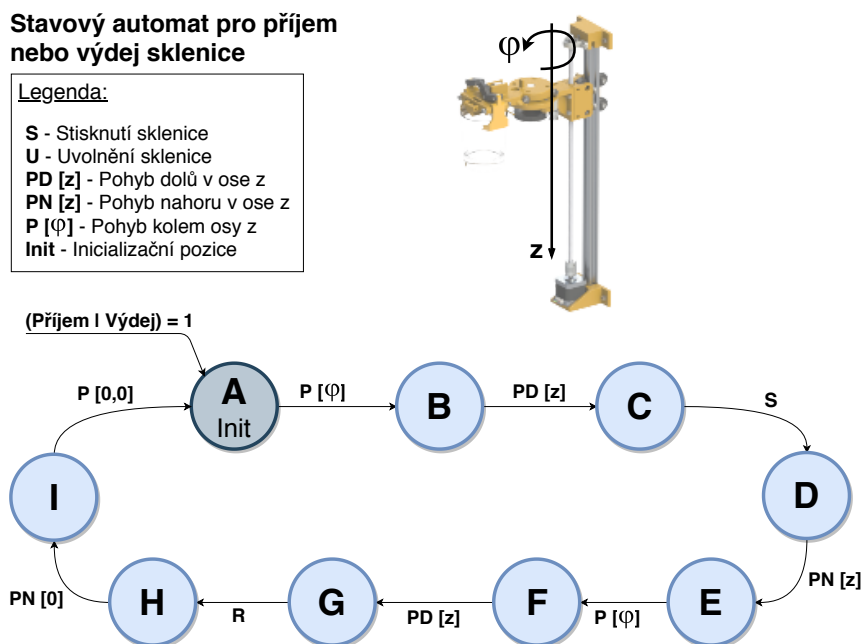 Stavový automat pro příjem
nebo výdej sklenice
Legenda:
S - Stisknutí sklenice
U - Uvolnění sklenice
PD [z] - Pohyb dolů v ose z
PN [z] - Pohyb nahoru v ose z
P [φ] - Pohyb kolem osy z
Init - Inicializační pozice
φ
z
(Příjem I Výdej) = 1
P [0,0]
A
Init
P [φ]
B
PD [z]
C
S
D
PN [z]
E
P [φ]
F
PD [z]
G
R
H
PN [0]
I